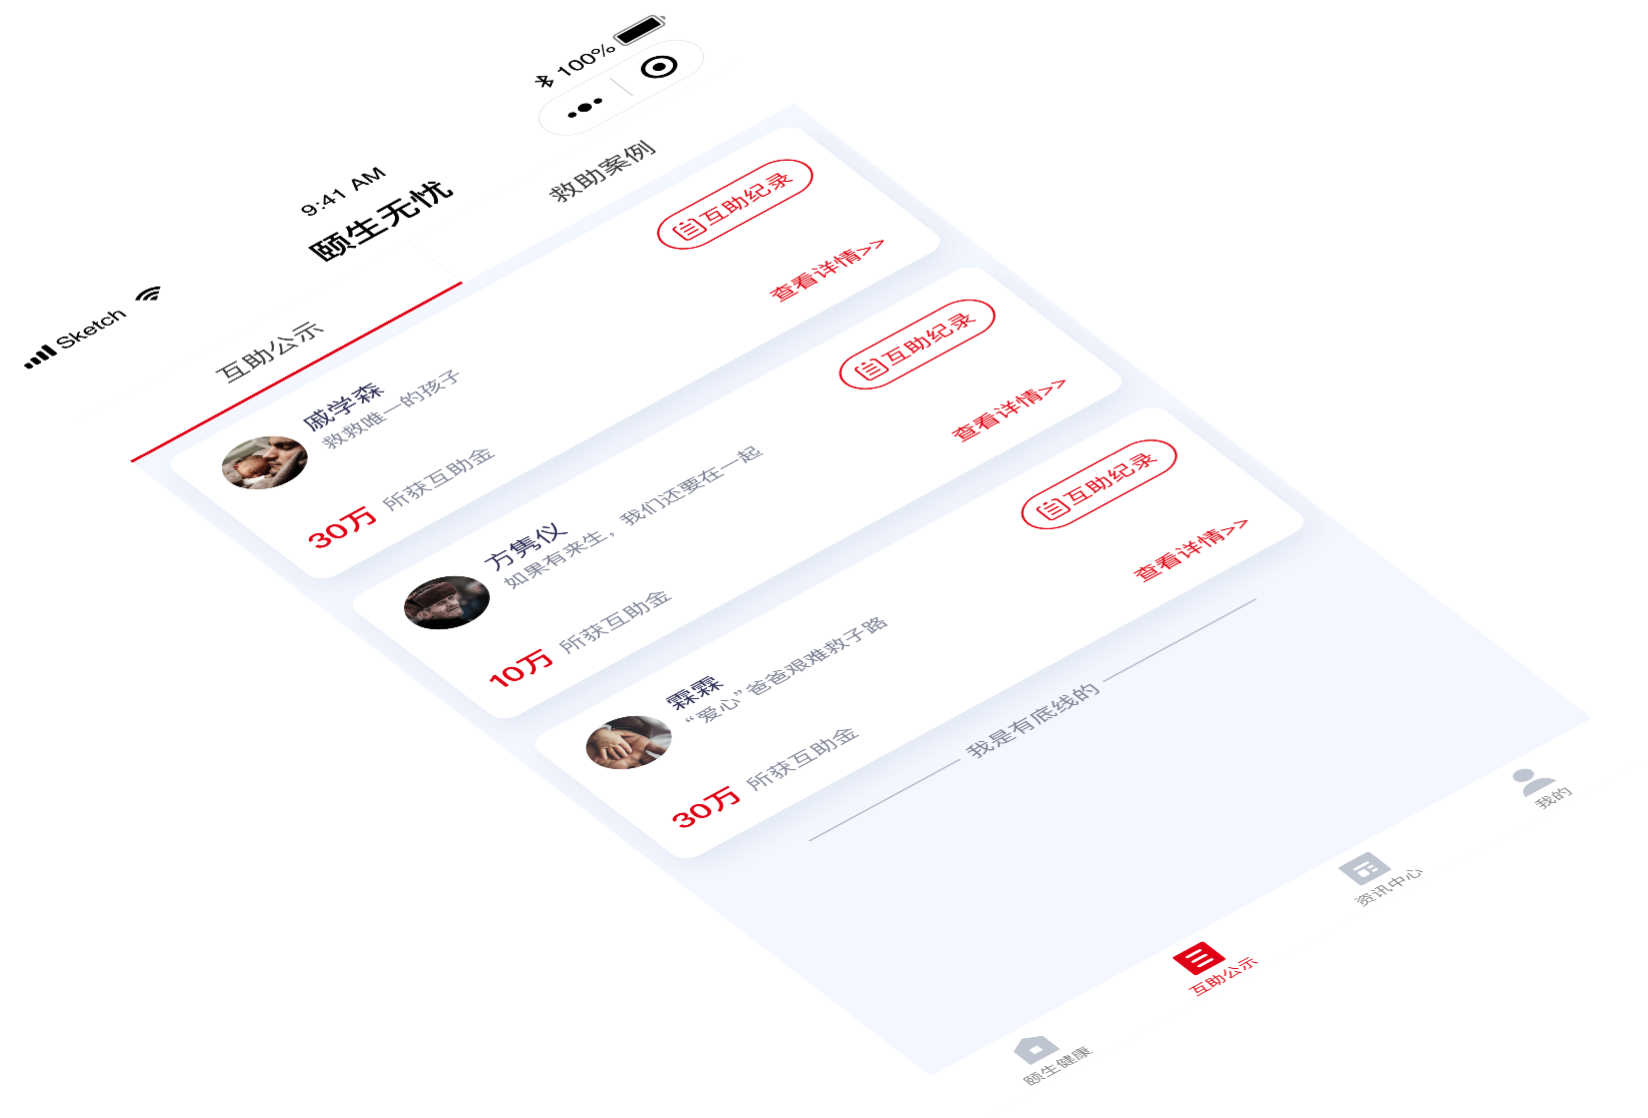 Sketch
9:41 AM
100%
颐生无忧
互助公示
救助案例
戚学森
救救唯一的孩子
互助纪录
30万 所获互助金
查看详情>>
方隽仪
如果有来生，我们还要在一起
互助纪录
10万 所获互助金
查看详情>>
霖霖
“爱心”爸爸艰难救子路
互助纪录
30万 所获互助金
查看详情>>
我是有底线的
颐生健康
互助公示
资讯中心
我的